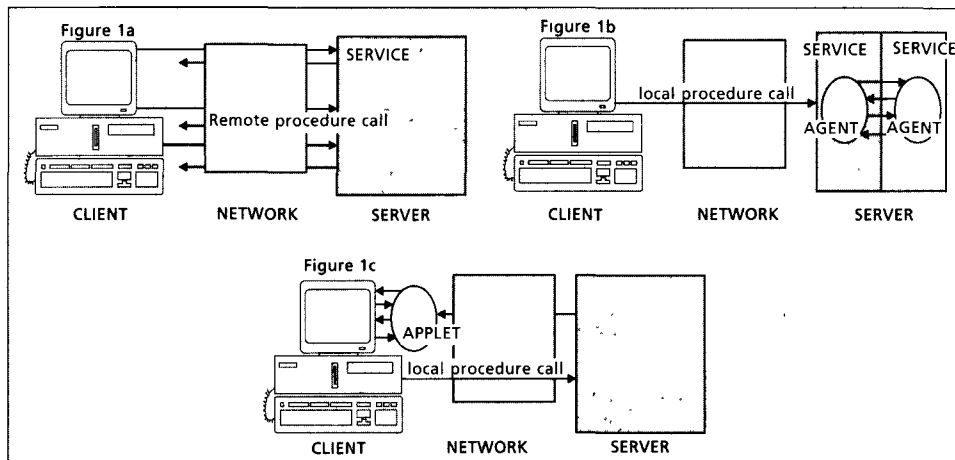 Figure 1a
SERVICE
Remote procedure call
CLIENT NETWORK SERVER
Figure 1b
SERVICE SERVICE
local procedure call
AGENT AGENT
CLIENT NETWORK SERVER
Figure 1c
APPLET
local procedure call
CLIENT NETWORK SERVER